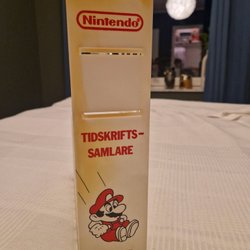 Nintendo
TIDSKRIFTS-
SAMLARE